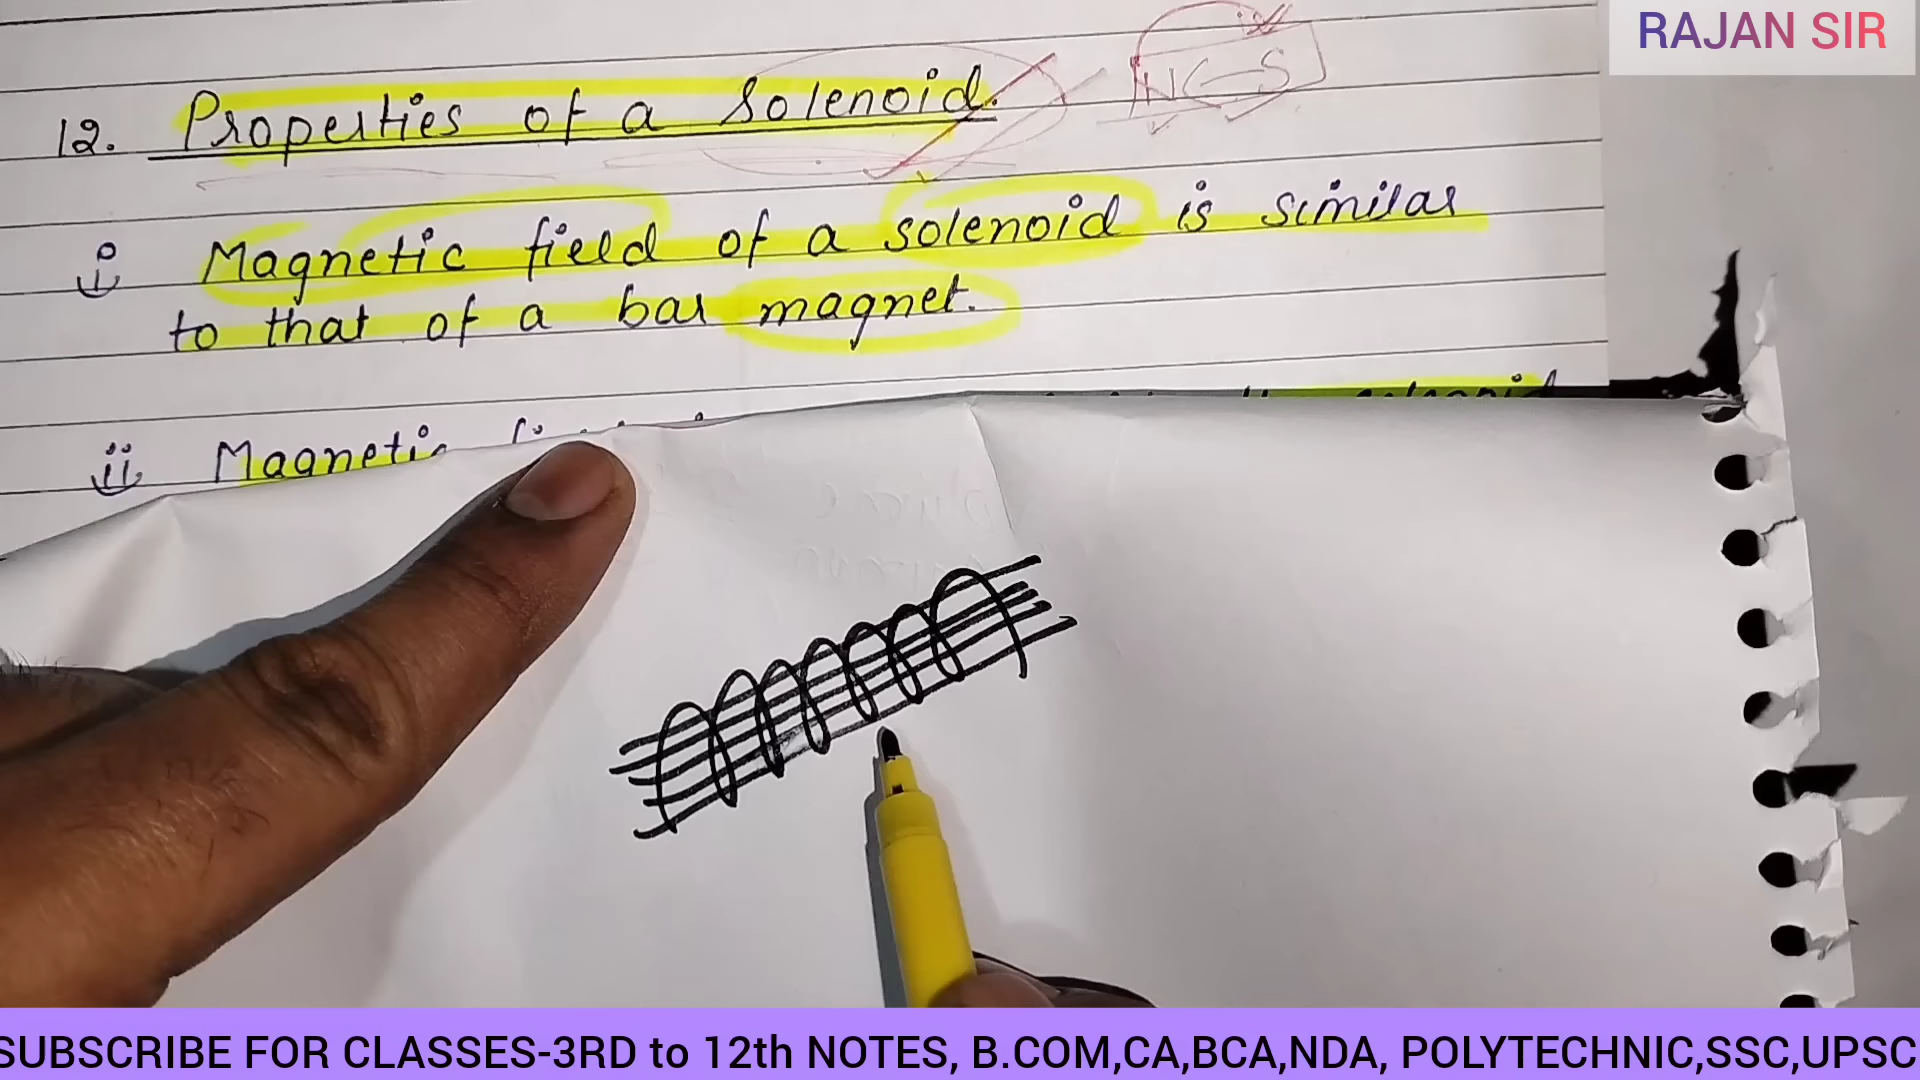 RAJAN SIR
12. Properties of a Solenoid.
N S
i Magnetic field of a solenoid is similar
to that of a bar magnet.
ii. Magnetic solenoid
SUBSCRIBE FOR CLASSES-3RD to 12th NOTES, B.COM,CA,BCA,NDA, POLYTECHNIC,SSC,UPSC